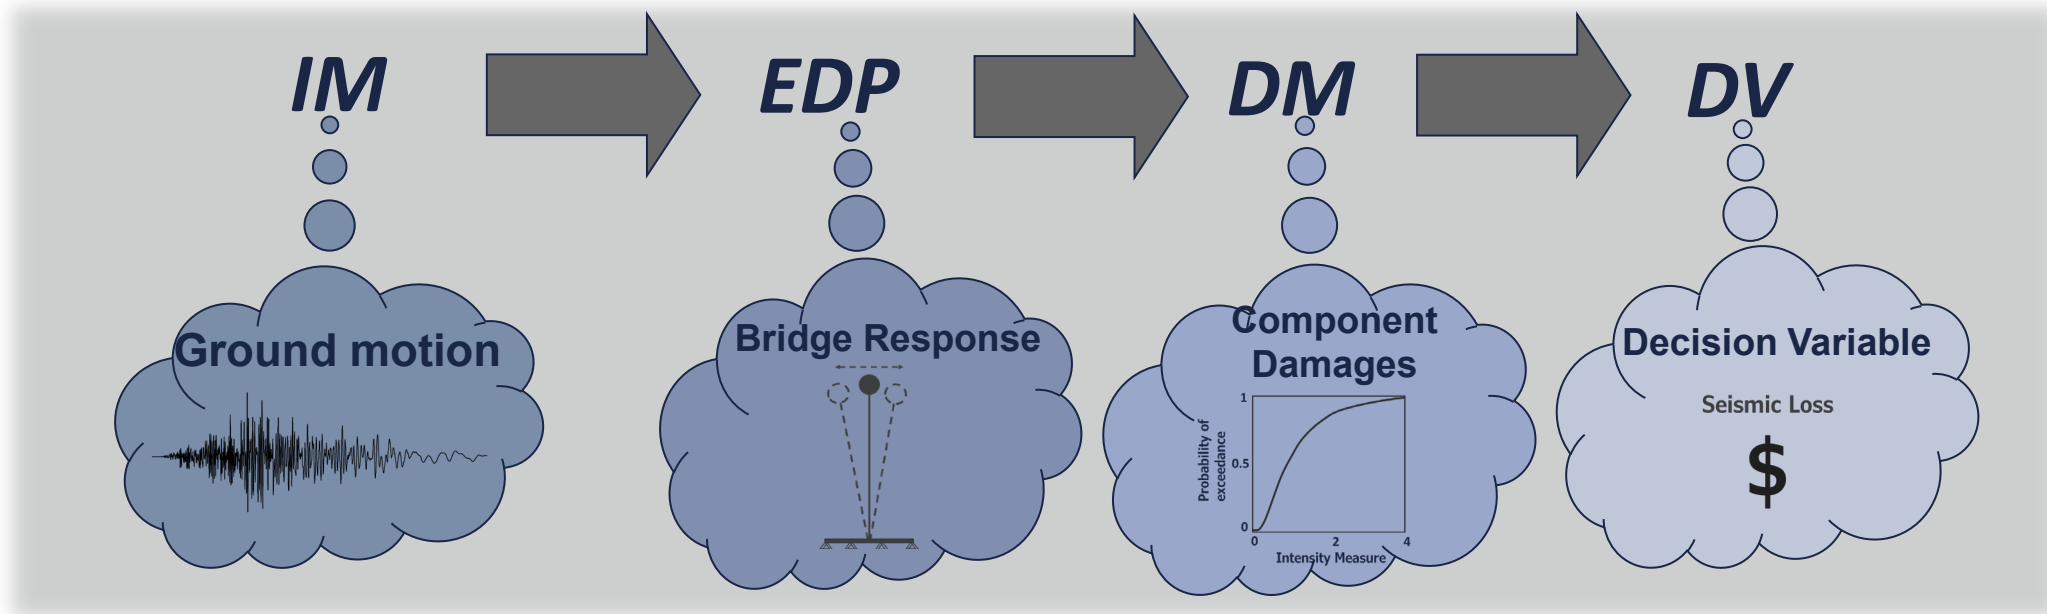 IM
EDP
DM
DV
Ground motion
Bridge Response
Component
Damages
1
0.5
0
Probability of
exceedance
0
2
4
Intensity Measure
Decision Variable
Seismic Loss
$